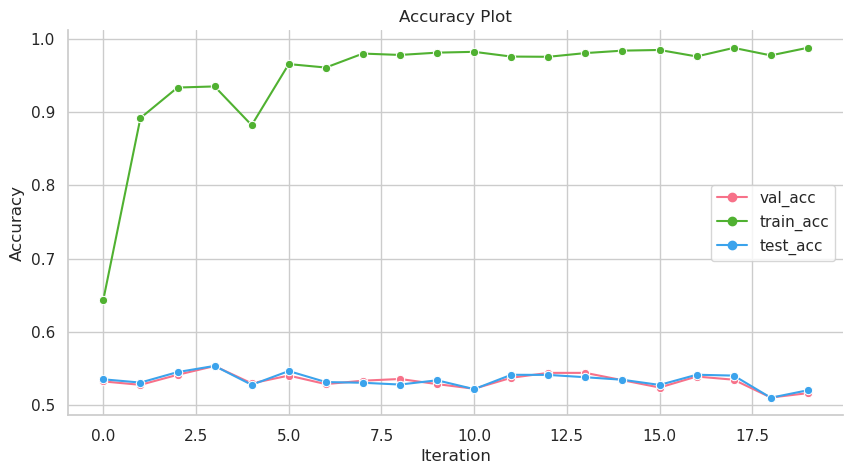 Accuracy Plot
1.0
0.9
0.8
0.7
0.6
0.5
Accuracy
val_acc
train_acc
test_acc
0.0 2.5 5.0 7.5 10.0 12.5 15.0 17.5
Iteration